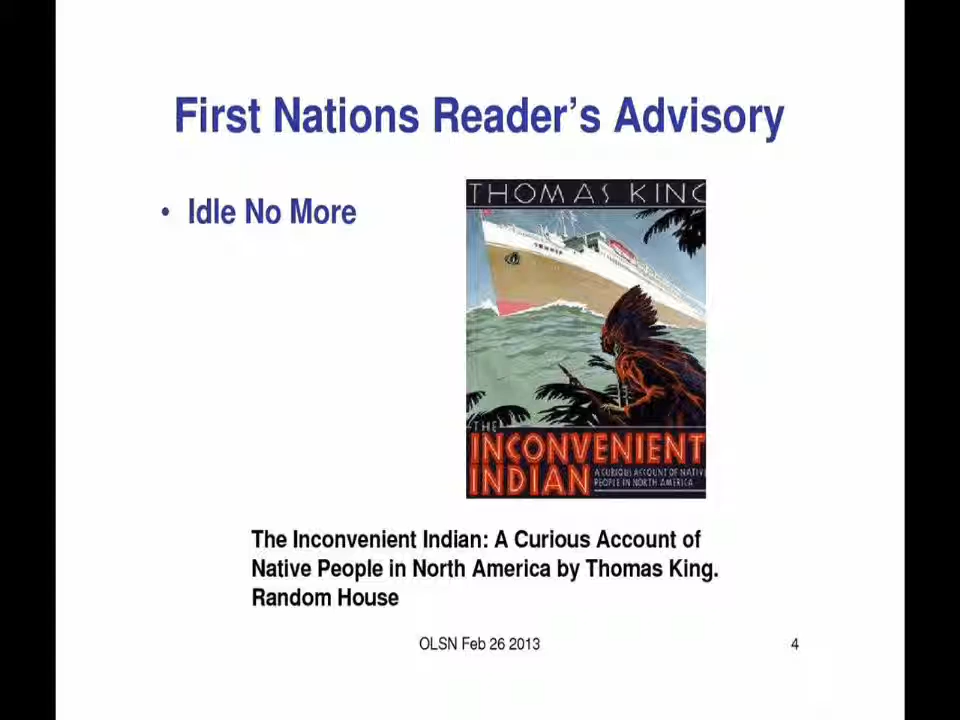 First Nations Reader's Advisory
• Idle No More
THOMAS KING
THE
INCONVENIENT
INDIAN
A CURIOUS ACCOUNT OF NATIVE
PEOPLE IN NORTH AMERICA
The Inconvenient Indian: A Curious Account of
Native People in North America by Thomas King.
Random House
OLSN Feb 26 2013
4